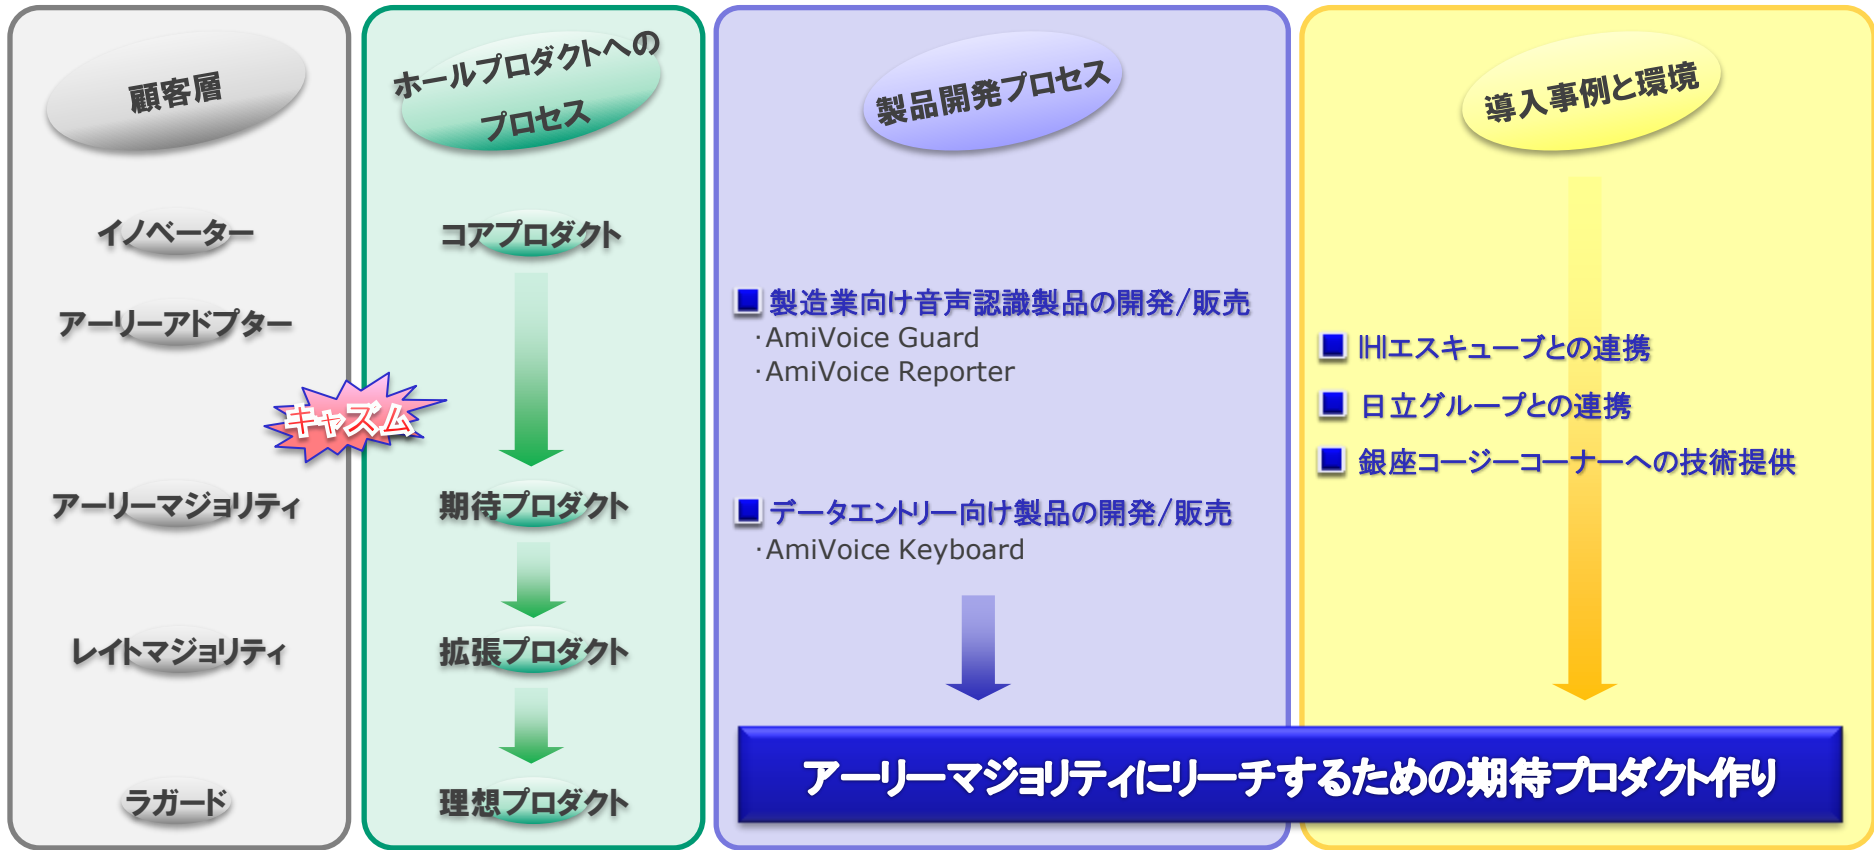 顧客層
イノベーター
アーリーアドプター
キャズム
アーリーマジョリティ
レイトマジョリティ
ラガード
ホールプロダクトへの
プロセス
コアプロダクト
期待プロダクト
拡張プロダクト
理想プロダクト
製品開発プロセス
製造業向け音声認識製品の開発/販売
・AmiVoice Guard
・AmiVoice Reporter
データエントリー向け製品の開発/販売
・AmiVoice Keyboard
導入事例と環境
IHIエスキューブとの連携
日立グループとの連携
銀座コージーコーナーへの技術提供
アーリーマジョリティにリーチするための期待プロダクト作り